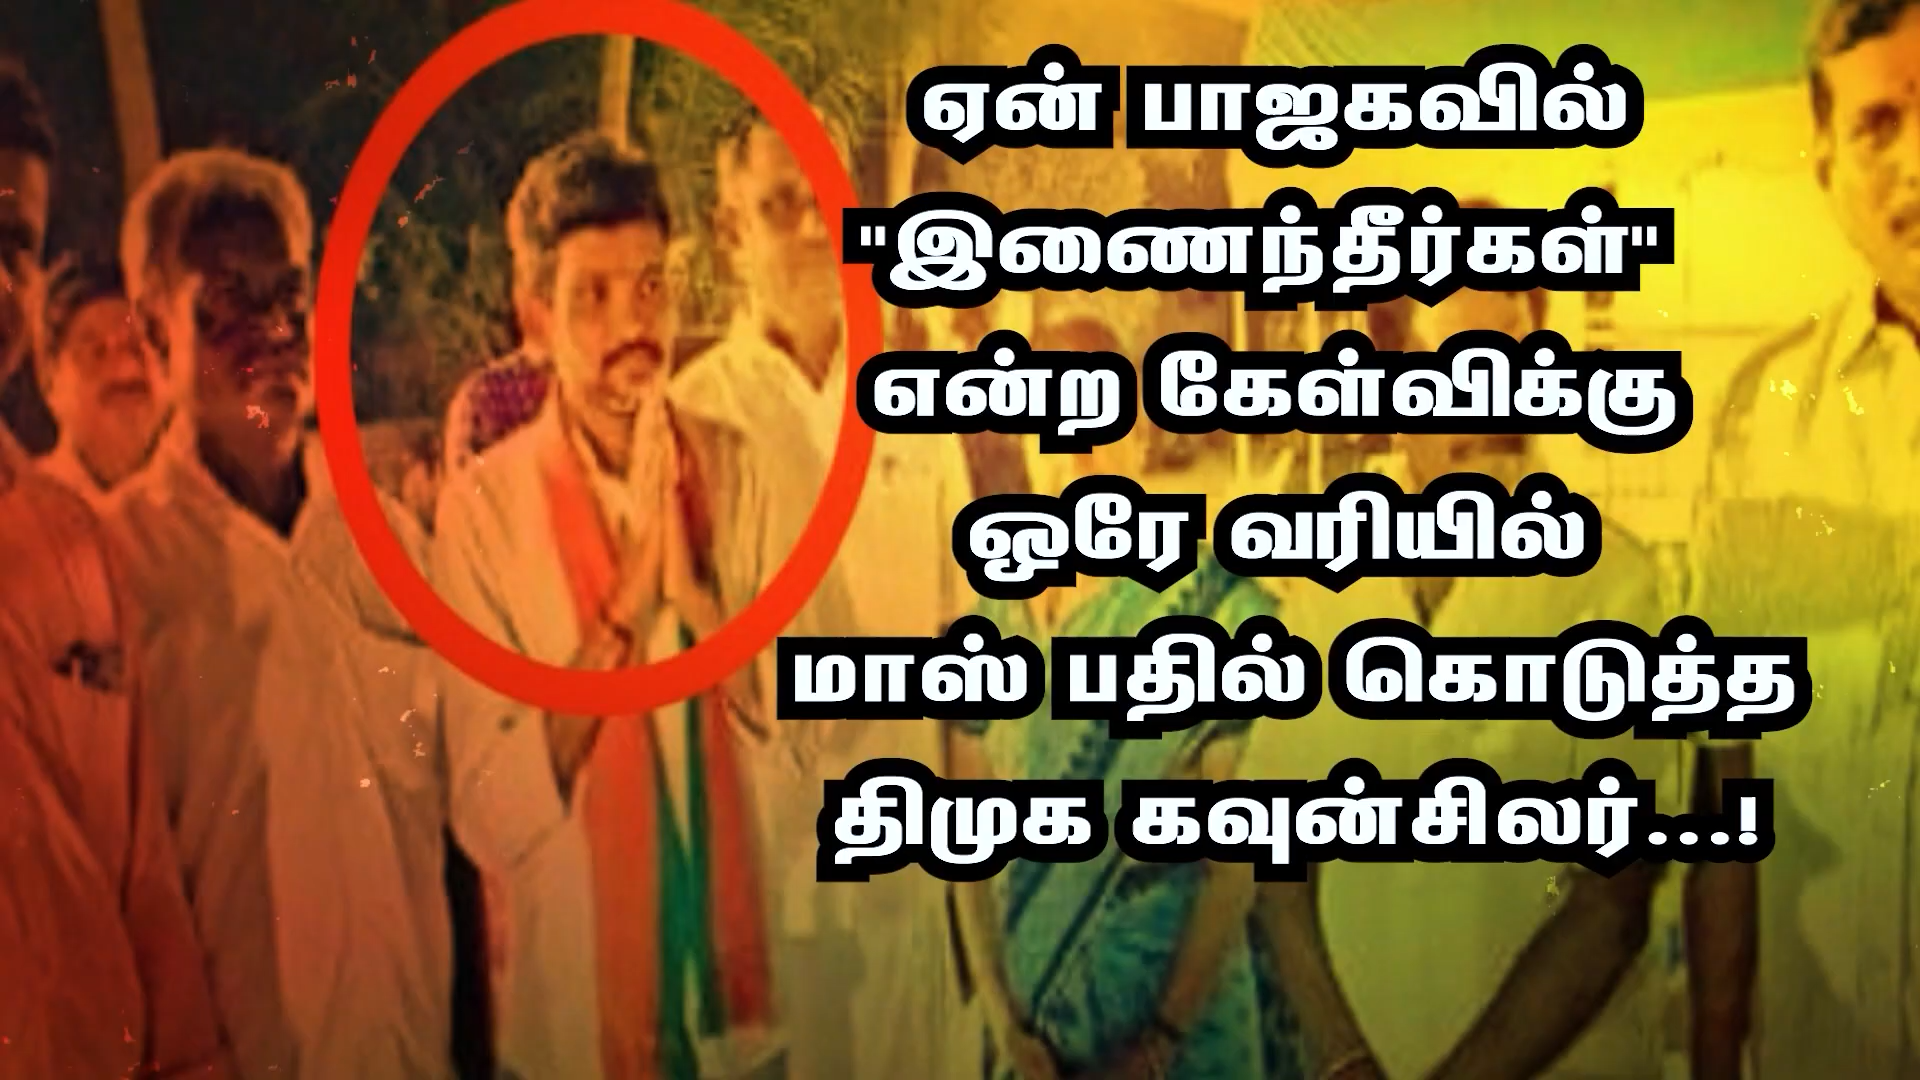 ஏன் பாஜகவில்
"இணைந்தீர்கள்"
என்ற கேள்விக்கு
ஒரே வரியில்
மாஸ் பதில் கொடுத்த
திமுக கவுன்சிலர்...!